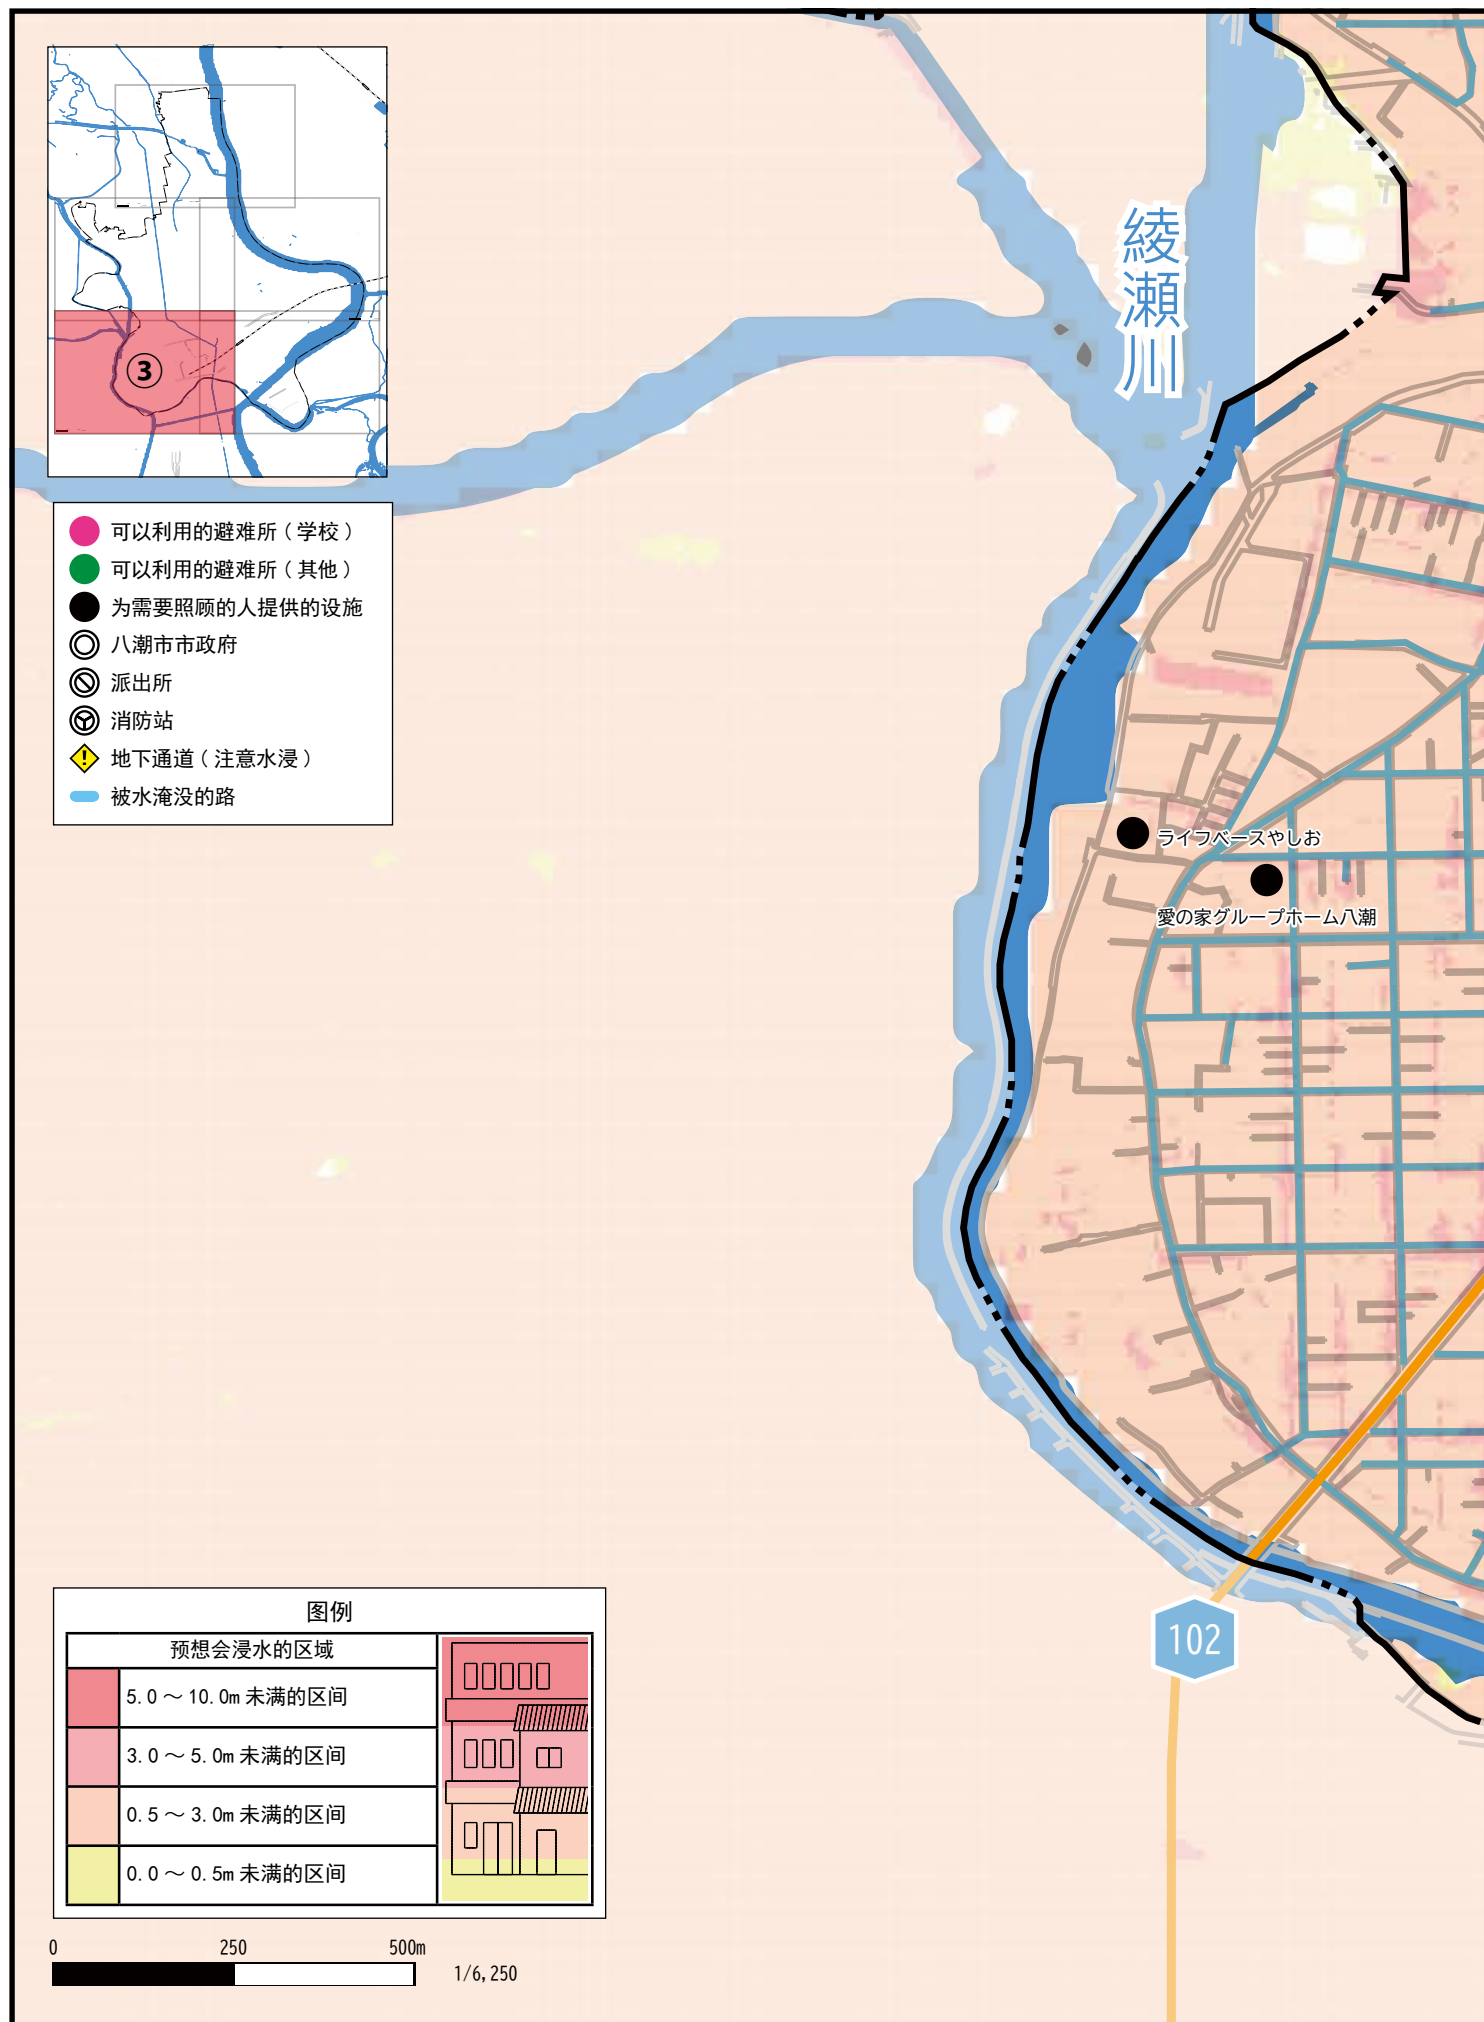 ③
可以利用的避难所（学校）
可以利用的避难所（其他）
为需要照顾的人提供的设施
八潮市市政府
派出所
消防站
地下通道（注意水浸）
被水淹没的路
綾瀬川
ライフベースやしお
愛の家グループホーム八潮
102
图例
预想会浸水的区域
5.0～10.0m 未满的区间
3.0～5.0m 未满的区间
0.5～3.0m 未满的区间
0.0～0.5m 未满的区间
0 250 500m
1/6,250